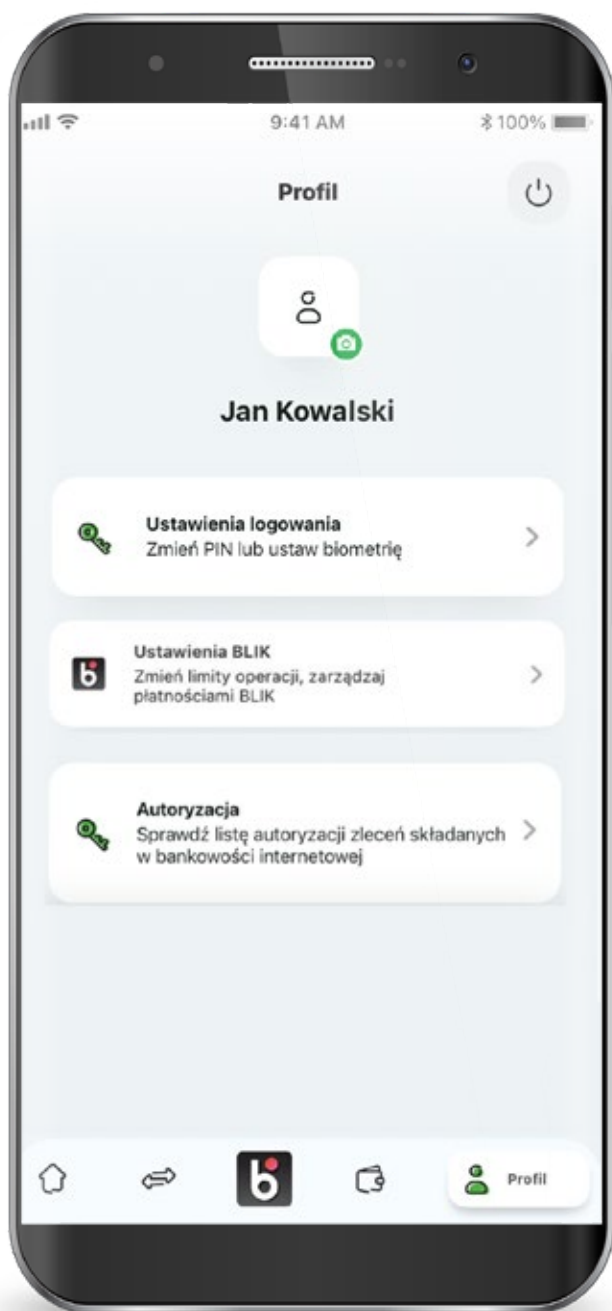 9:41 AM
100%
Profil
Jan Kowalski
Ustawienia logowania
Zmień PIN lub ustaw biometrię
Ustawienia BLIK
Zmień limity operacji, zarządzaj
płatnościami BLIK
Autoryzacja
Sprawdź listę autoryzacji zleceń składanych
w bankowości internetowej
Profil